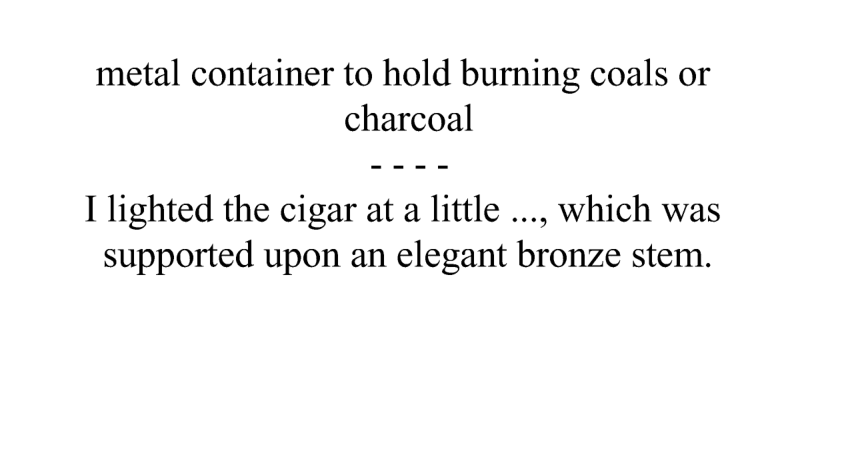 metal container to hold burning coals or
charcoal
- - - -
I lighted the cigar at a little ..., which was
supported upon an elegant bronze stem.